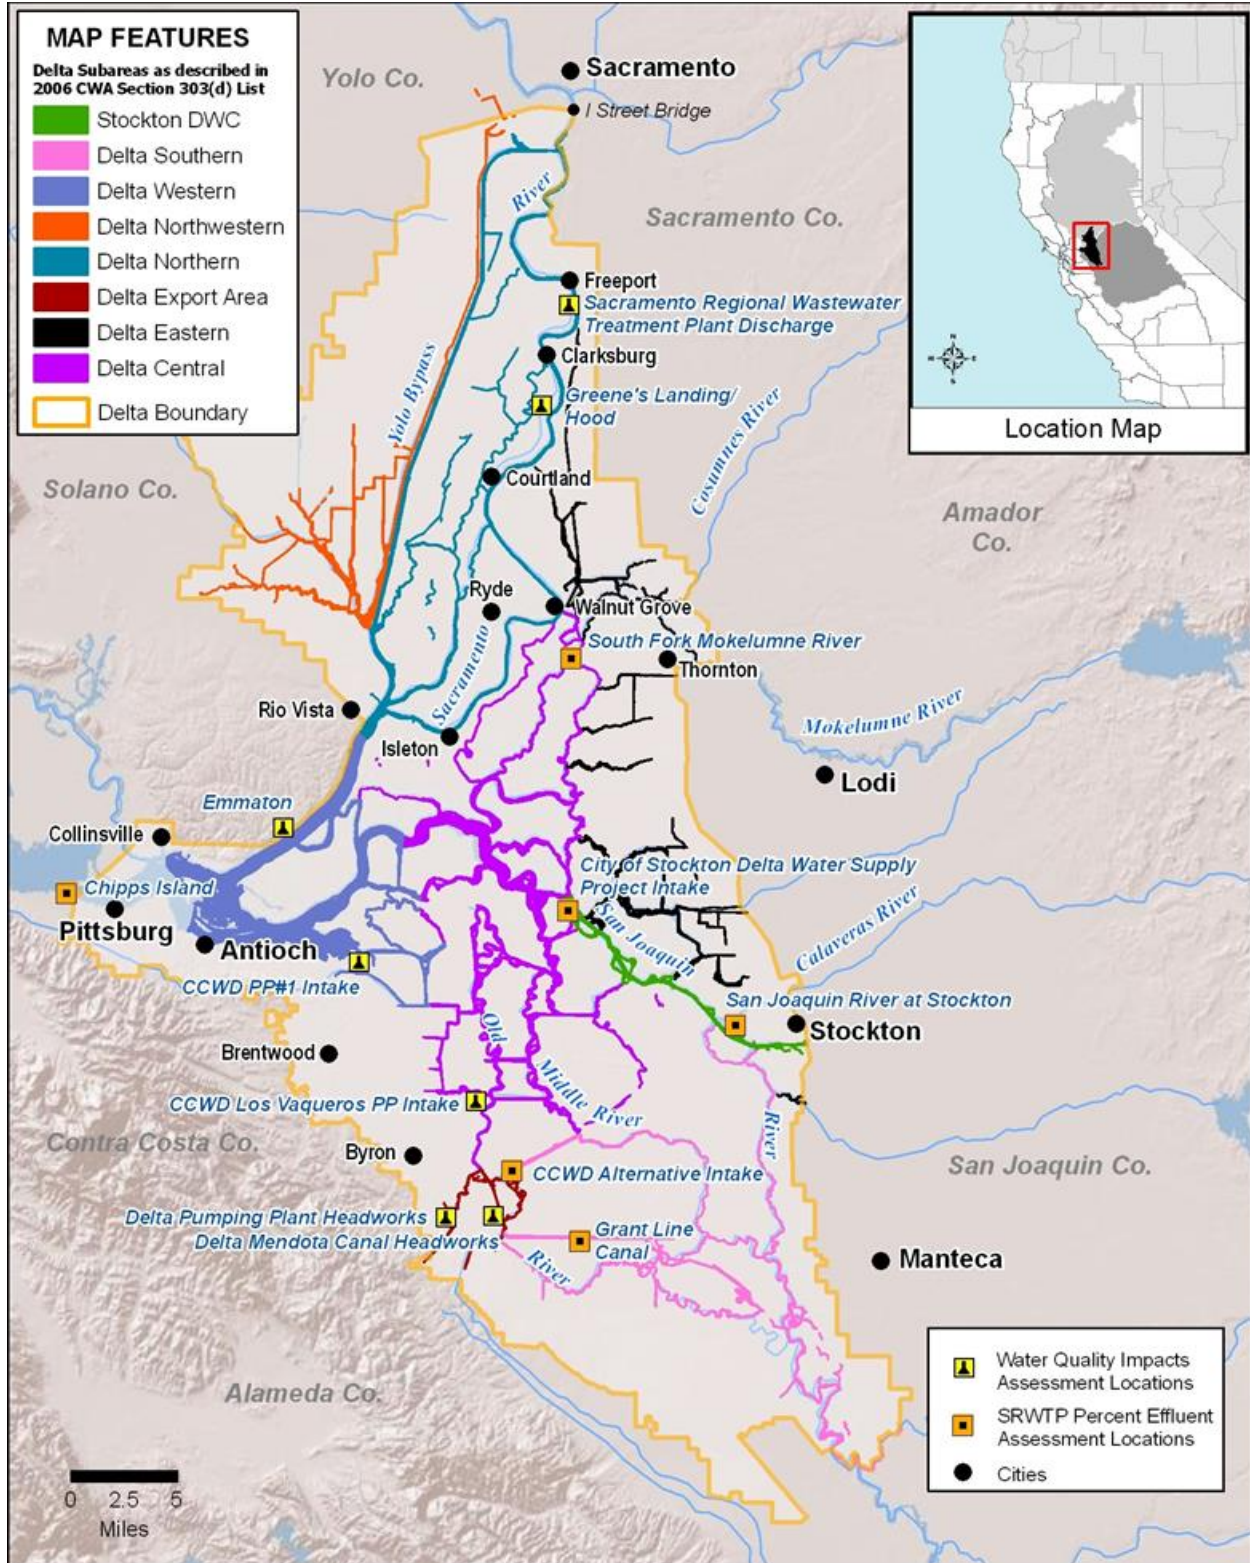 MAP FEATURES
Delta Subareas as described in
2006 CWA Section 303(d) List
Stockton DWC
Delta Southern
Delta Western
Delta Northwestern
Delta Northern
Delta Export Area
Delta Eastern
Delta Central
Delta Boundary
Yolo Co.
Sacramento
I Street Bridge
River
Sacramento Co.
Freeport
Sacramento Regional Wastewater
Treatment Plant Discharge
Clarksburg
Yolo Bypass
Greene's Landing/
Hood
Cosumnes River
N
W
E
S
Location Map
Solano Co.
Courtland
Amador
Co.
Ryde
Walnut Grove
South Fork Mokelumne River
Thornton
Sacramento
Rio Vista
Isleton
Mokelumne River
Lodi
Emmaton
Collinsville
City of Stockton Delta Water Supply
Project Intake
Chipps Island
Pittsburg
Antioch
San Joaquin
Calaveras River
CCWD PP#1 Intake
San Joaquin River at Stockton
Stockton
Old
Brentwood
Middle River
CCWD Los Vaqueros PP Intake
Contra Costa Co.
River
Byron
San Joaquin Co.
CCWD Alternative Intake
Delta Pumping Plant Headworks
Delta Mendota Canal Headworks
Grant Line
Canal
River
Manteca
Alameda Co.
Water Quality Impacts
Assessment Locations
SRWTP Percent Effluent
Assessment Locations
Cities
0 2.5 5
Miles